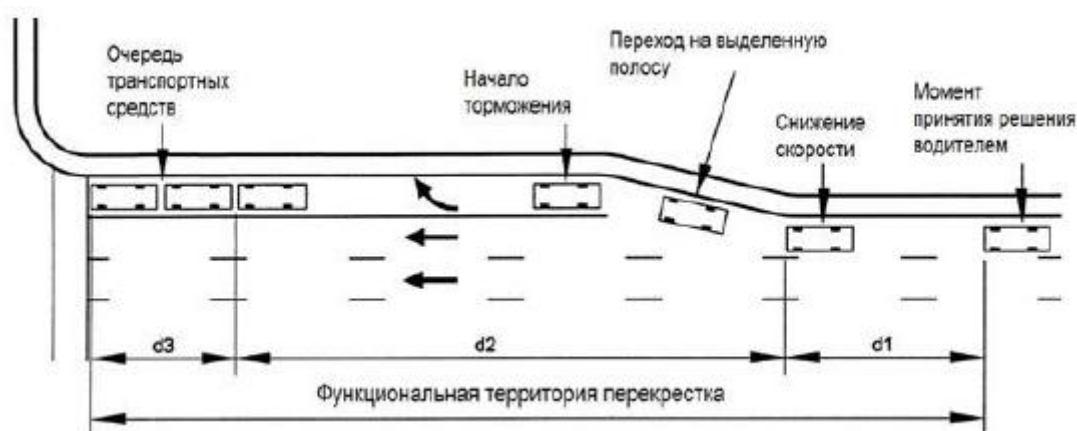 Очередь
транспортных
средств
Начало
торможения
Переход на выделенную
полосу
Снижение
скорости
Момент
принятия решения
водителем
d3
d2
d1
Функциональная территория перекрестка